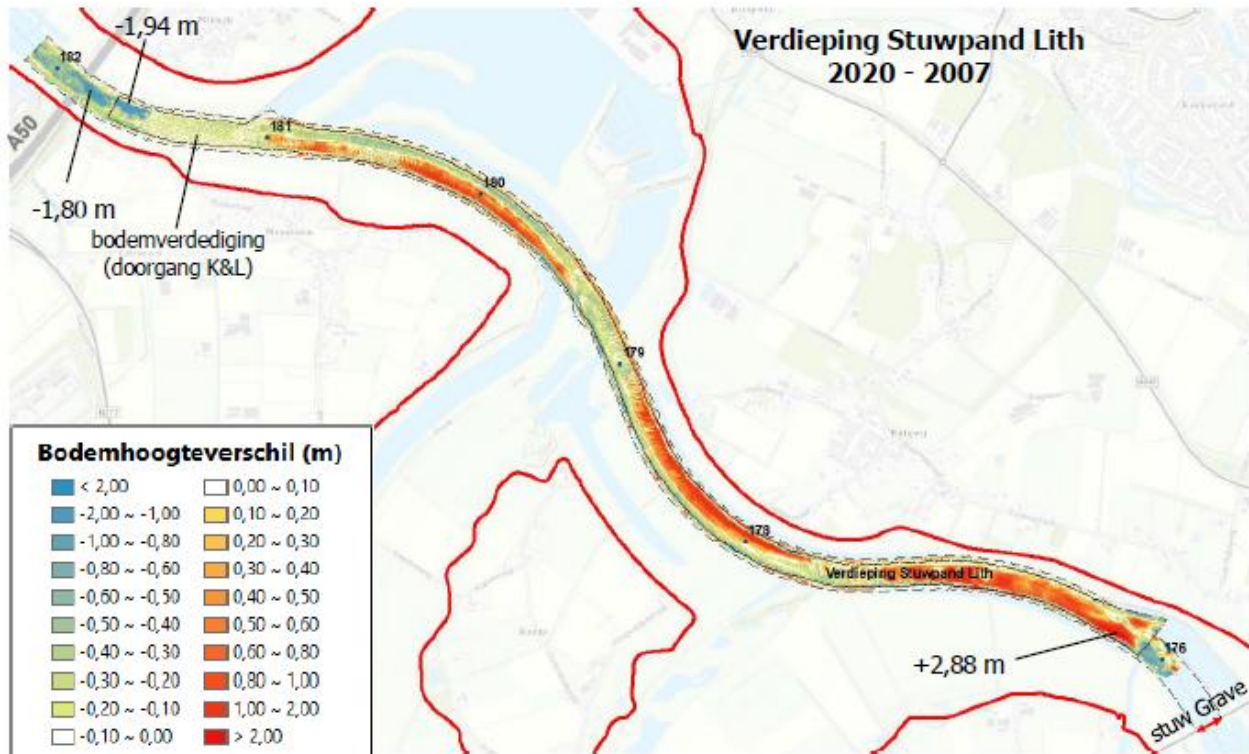 -1,94 m
Verdieping Stuwpand Lith
2020 - 2007
182
A50
181
-1,80 m
180
bodemverdediging
(doorgang K&L)
179
178
Verdieping Stuwpand Lith
+2,88 m
176
stuw Grave
Bodemhoogteverschil (m)
< 2,00
-2,00 ~ -1,00
-1,00 ~ -0,80
-0,80 ~ -0,60
-0,60 ~ -0,50
-0,50 ~ -0,40
-0,40 ~ -0,30
-0,30 ~ -0,20
-0,20 ~ -0,10
-0,10 ~ 0,00
0,00 ~ 0,10
0,10 ~ 0,20
0,20 ~ 0,30
0,30 ~ 0,40
0,40 ~ 0,50
0,50 ~ 0,60
0,60 ~ 0,80
0,80 ~ 1,00
1,00 ~ 2,00
> 2,00